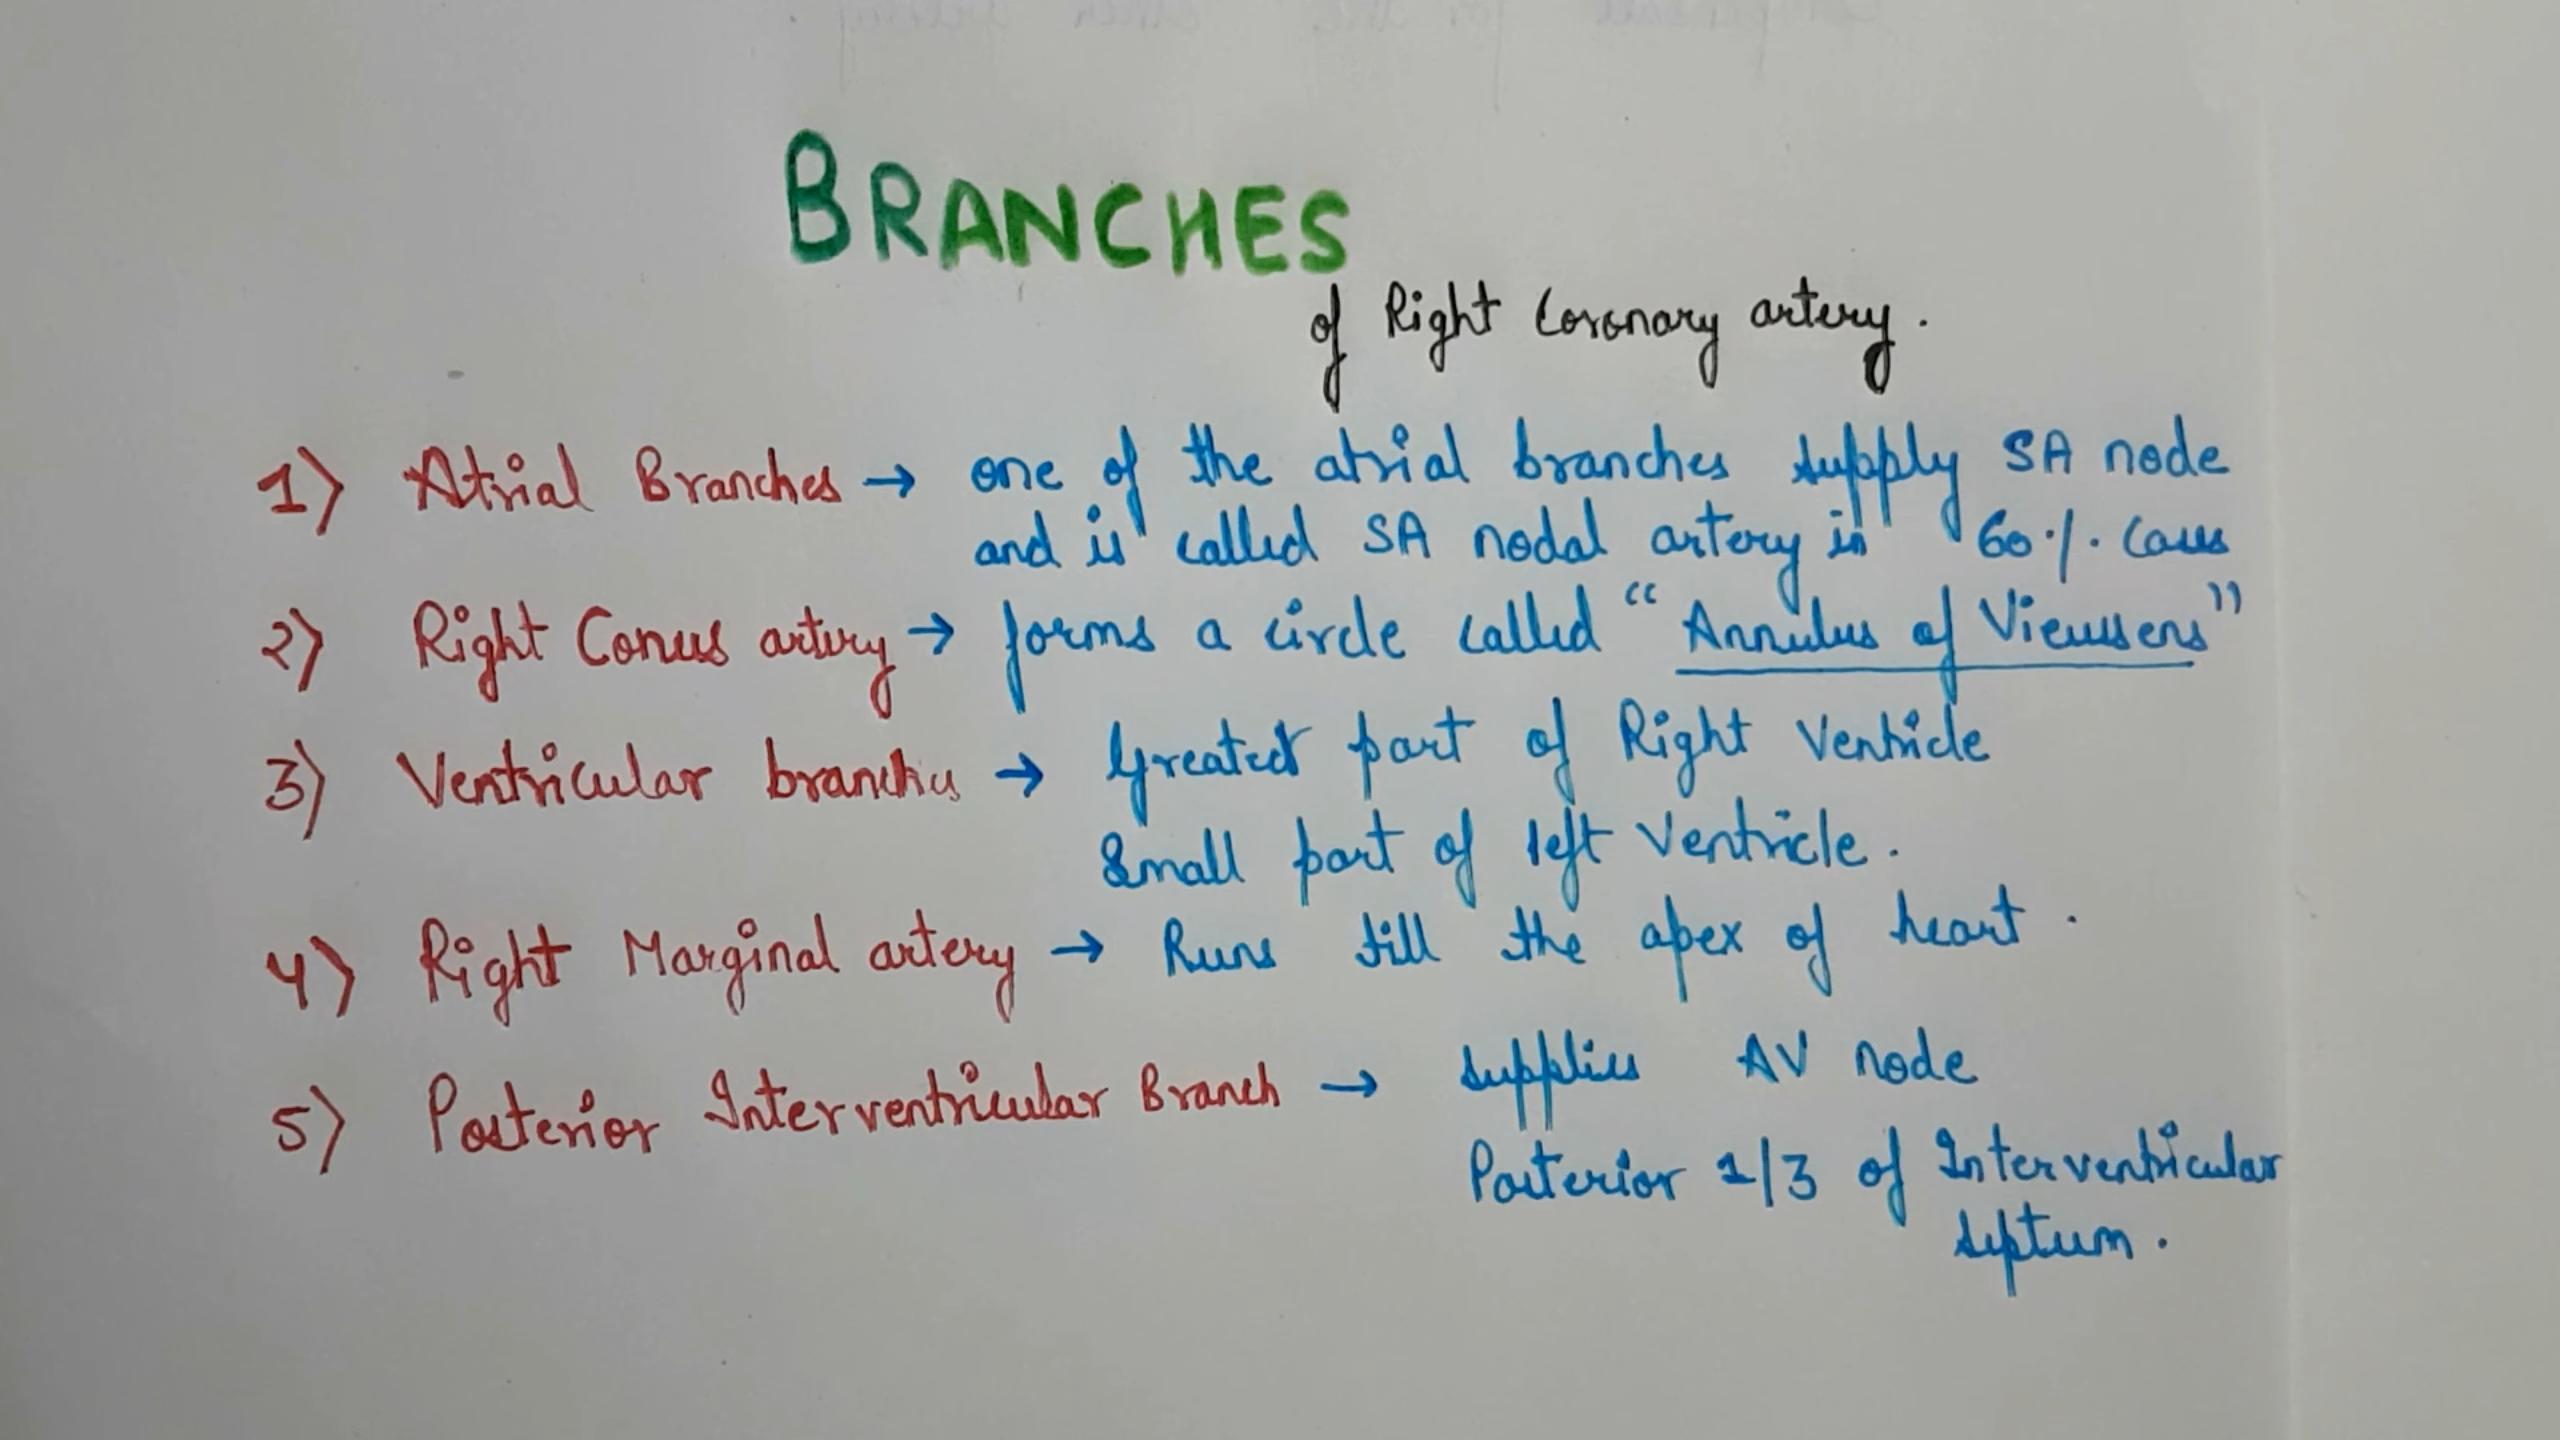 BRANCHES
of Right Coronary artery.
1) Atrial Branches → one of the atrial branches supply SA node
and is called SA nodal artery in 60% cases
2) Right Conus artery → forms a circle called "Annulus of Vieussens"
3) Ventricular branches → Greatest part of Right Ventricle
Small part of left Ventricle.
4) Right Marginal artery → Runs till the apex of heart.
5) Posterior Interventricular Branch → supplies AV node
Posterior 1/3 of Interventricular
septum.